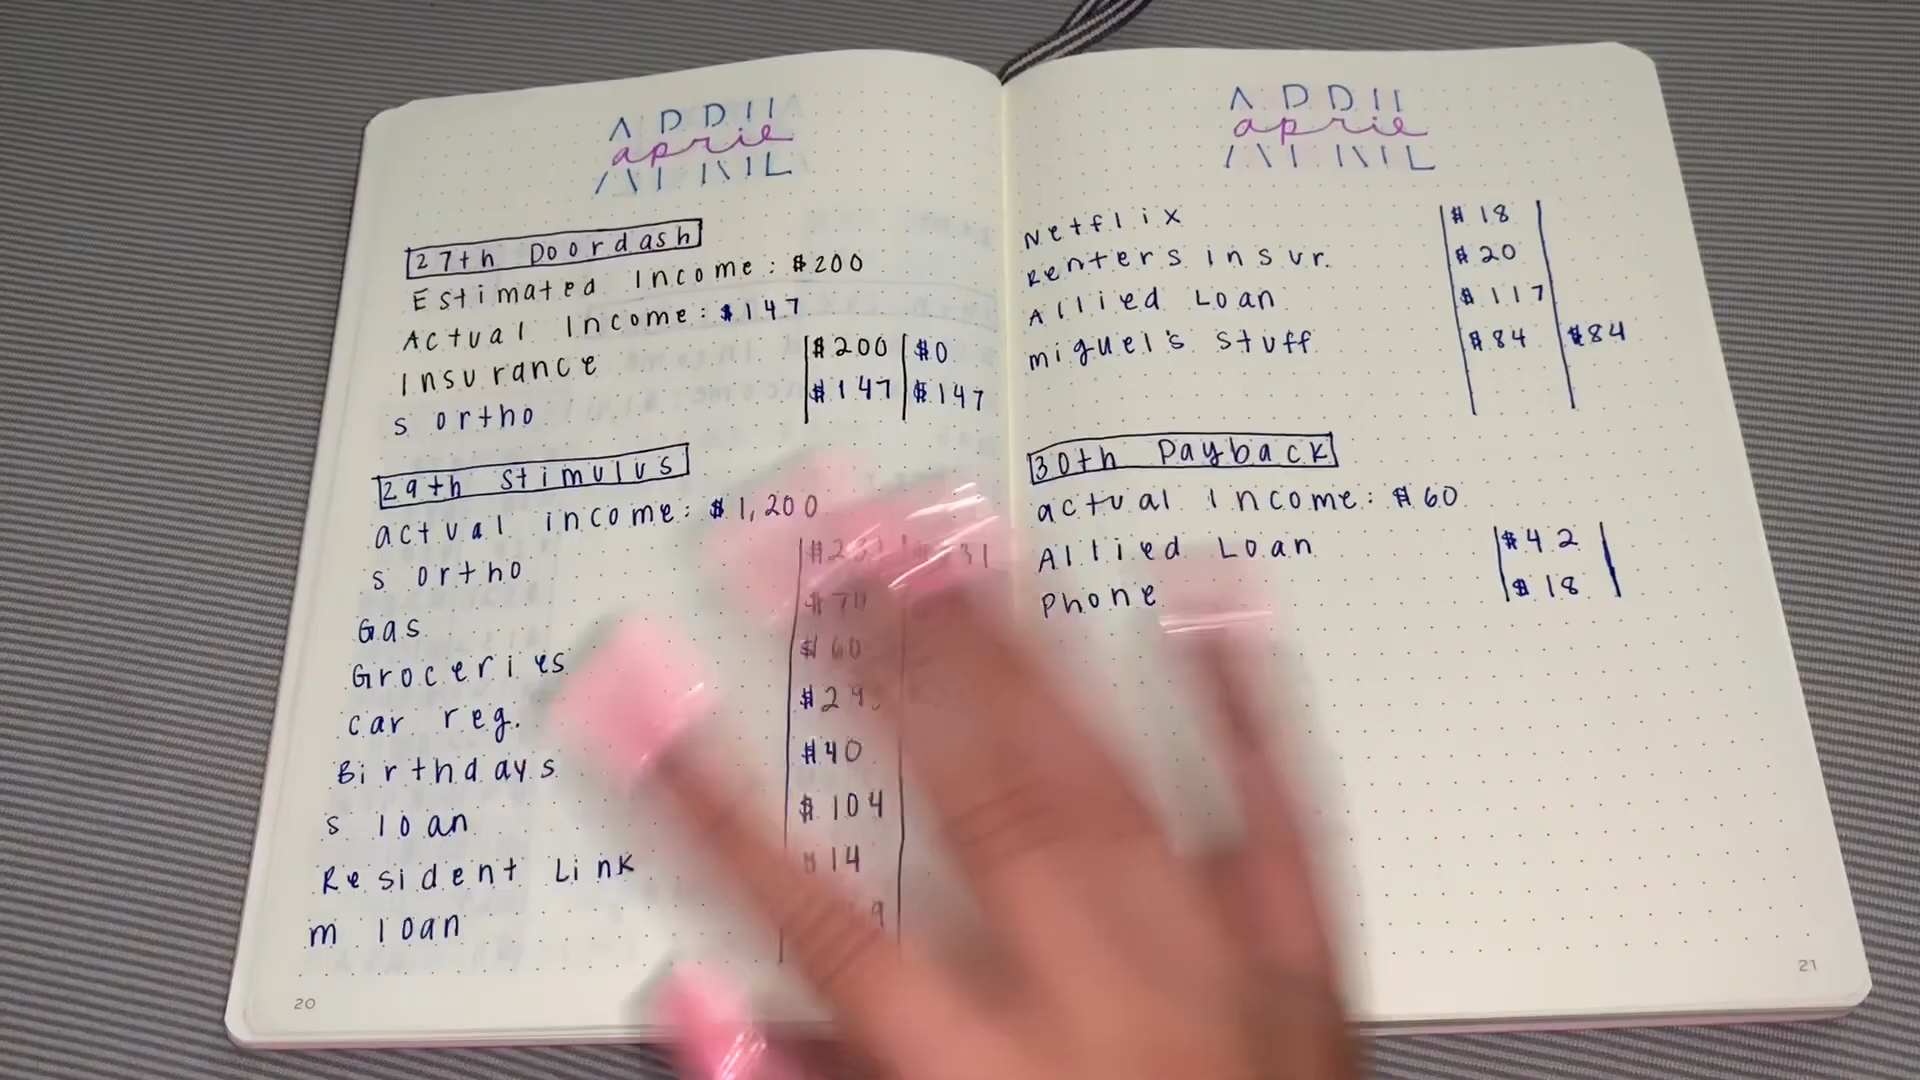 april
APRIL
27th Doordash
Estimated Income: $200
Actual Income: $147
Insurance $200 $0
S Ortho $147 $147
29th Stimulus
actual income: $1,200
S Ortho
Gas
Groceries $60
car reg.
Birthdays $40
S loan $104
Resident Link $14
m loan
20
april
APRIL
Netflix $18
Renters insur. $20
Allied Loan $117
miguel's stuff $84 $84
30th Payback
actual Income: $60
Allied Loan $42
Phone $18
21